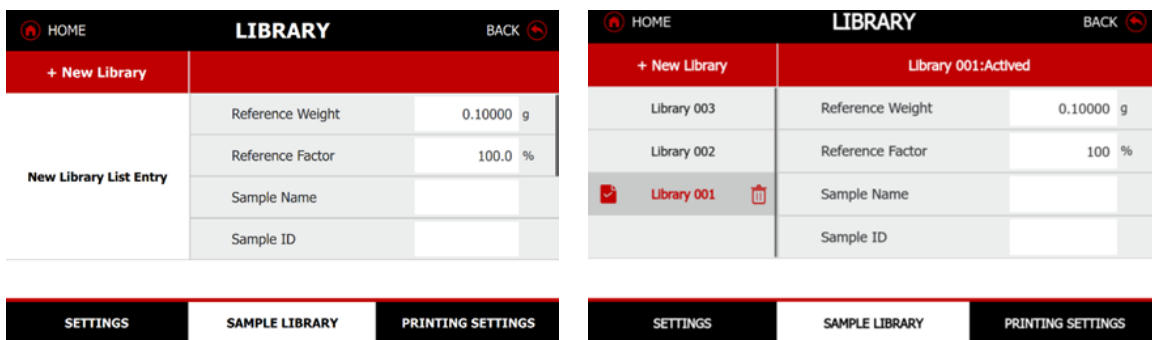 HOME LIBRARY BACK
+ New Library
Reference Weight 0.10000 g
Reference Factor 100.0 %
New Library List Entry
Sample Name
Sample ID
SETTINGS SAMPLE LIBRARY PRINTING SETTINGS
HOME LIBRARY BACK
+ New Library Library 001:Actived
Library 003 Reference Weight 0.10000 g
Library 002 Reference Factor 100 %
Library 001 Sample Name
Sample ID
SETTINGS SAMPLE LIBRARY PRINTING SETTINGS